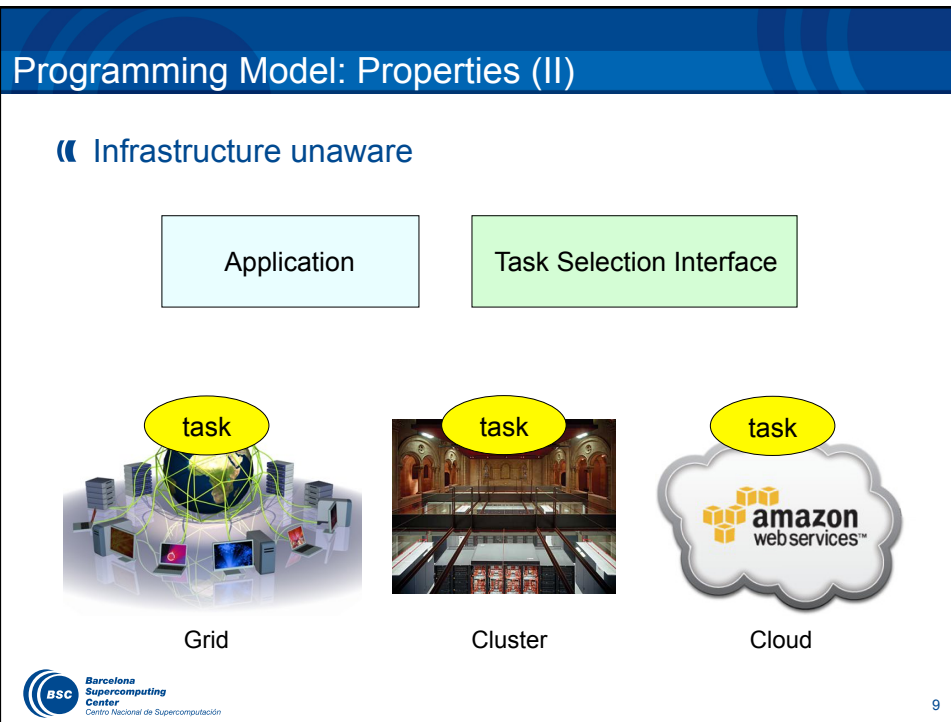 Programming Model: Properties (II)
Infrastructure unaware
Application
Task Selection Interface
task
task
task
amazon
webservices™
Grid
Cluster
Cloud
BSC
Barcelona
Supercomputing
Center
Centro Nacional de Supercomputación
9